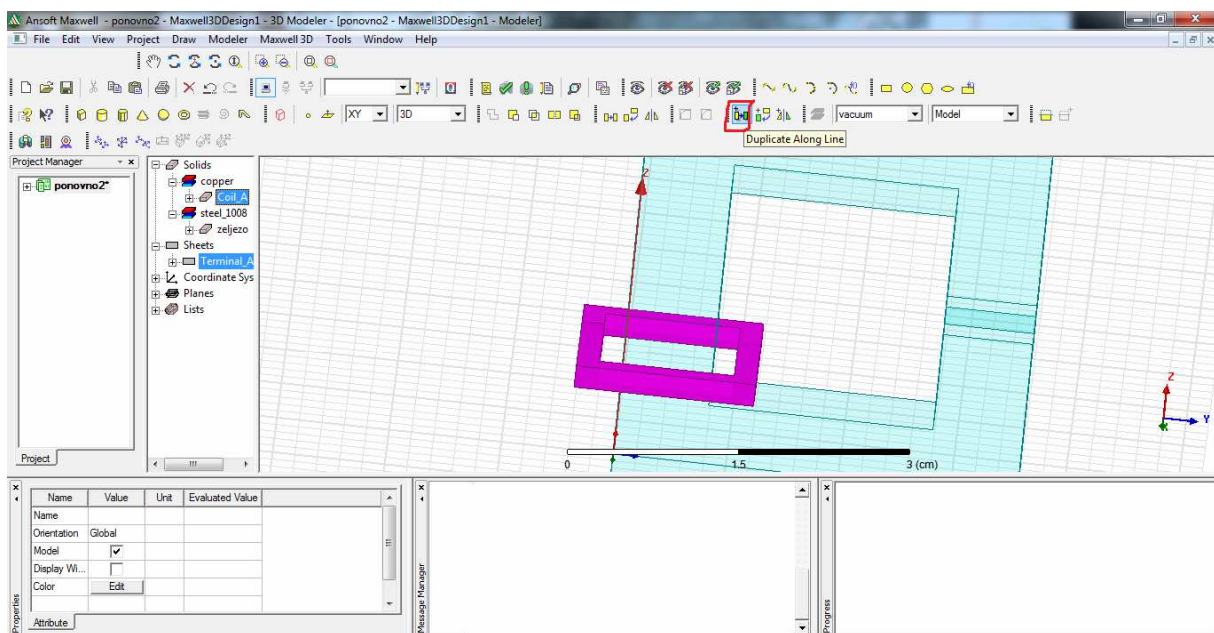 Ansoft Maxwell - ponovno2 - Maxwell3DDesign1 - 3D Modeler - [ponovno2 - Maxwell3DDesign1 - Modeler]
File Edit View Project Draw Modeler Maxwell 3D Tools Window Help
XY 3D vacuum Model
Duplicate Along Line
Project Manager
ponovno2*
Project
Solids
copper
Coil_A
steel_1008
zeljezo
Sheets
Terminal_A
Coordinate Sys
Planes
Lists
Z
Z
Y
X
0 1.5 3 (cm)
Name Value Unit Evaluated Value
Name
Orientation Global
Model
Display Wi...
Color Edit
Attribute
Properties
Message Manager
Progress